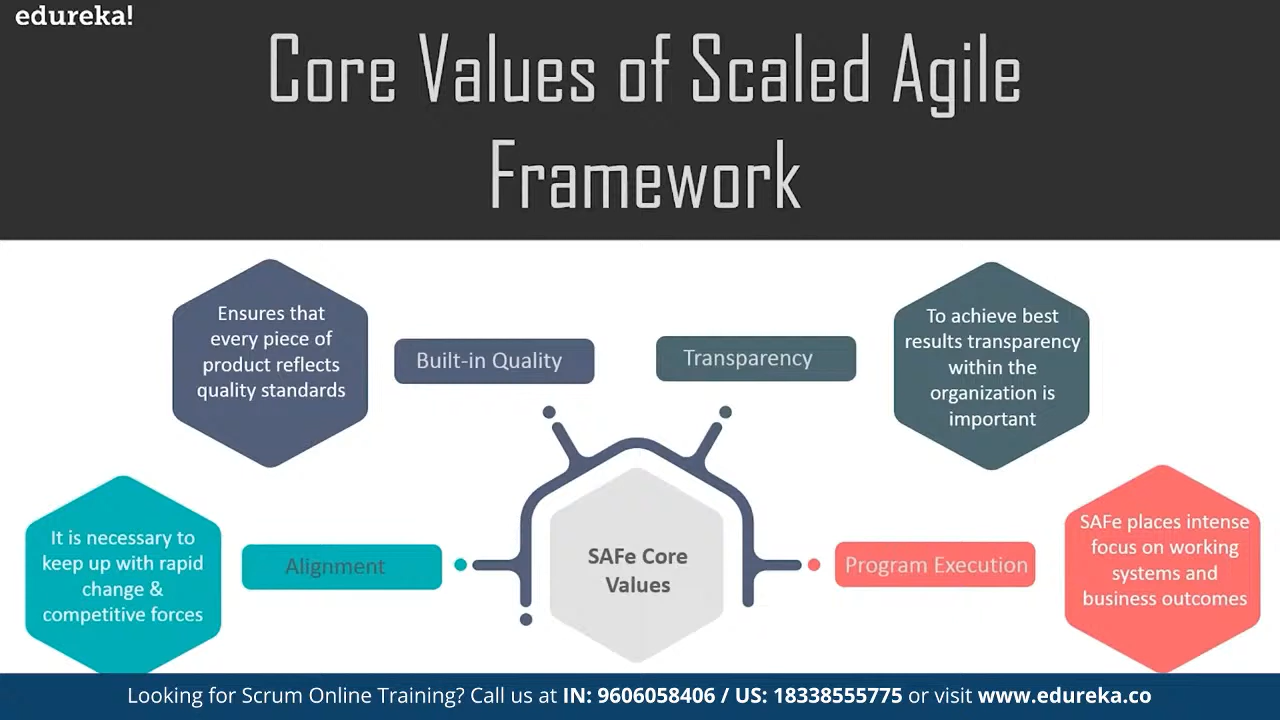 edureka!
Core Values of Scaled Agile
Framework
Ensures that
every piece of
product reflects
quality standards
Built-in Quality
Transparency
To achieve best
results transparency
within the
organization is
important
It is necessary to
keep up with rapid
change &
competitive forces
Alignment
SAFe Core
Values
Program Execution
SAFe places intense
focus on working
systems and
business outcomes
Looking for Scrum Online Training? Call us at IN: 9606058406 / US: 18338555775 or visit www.edureka.co